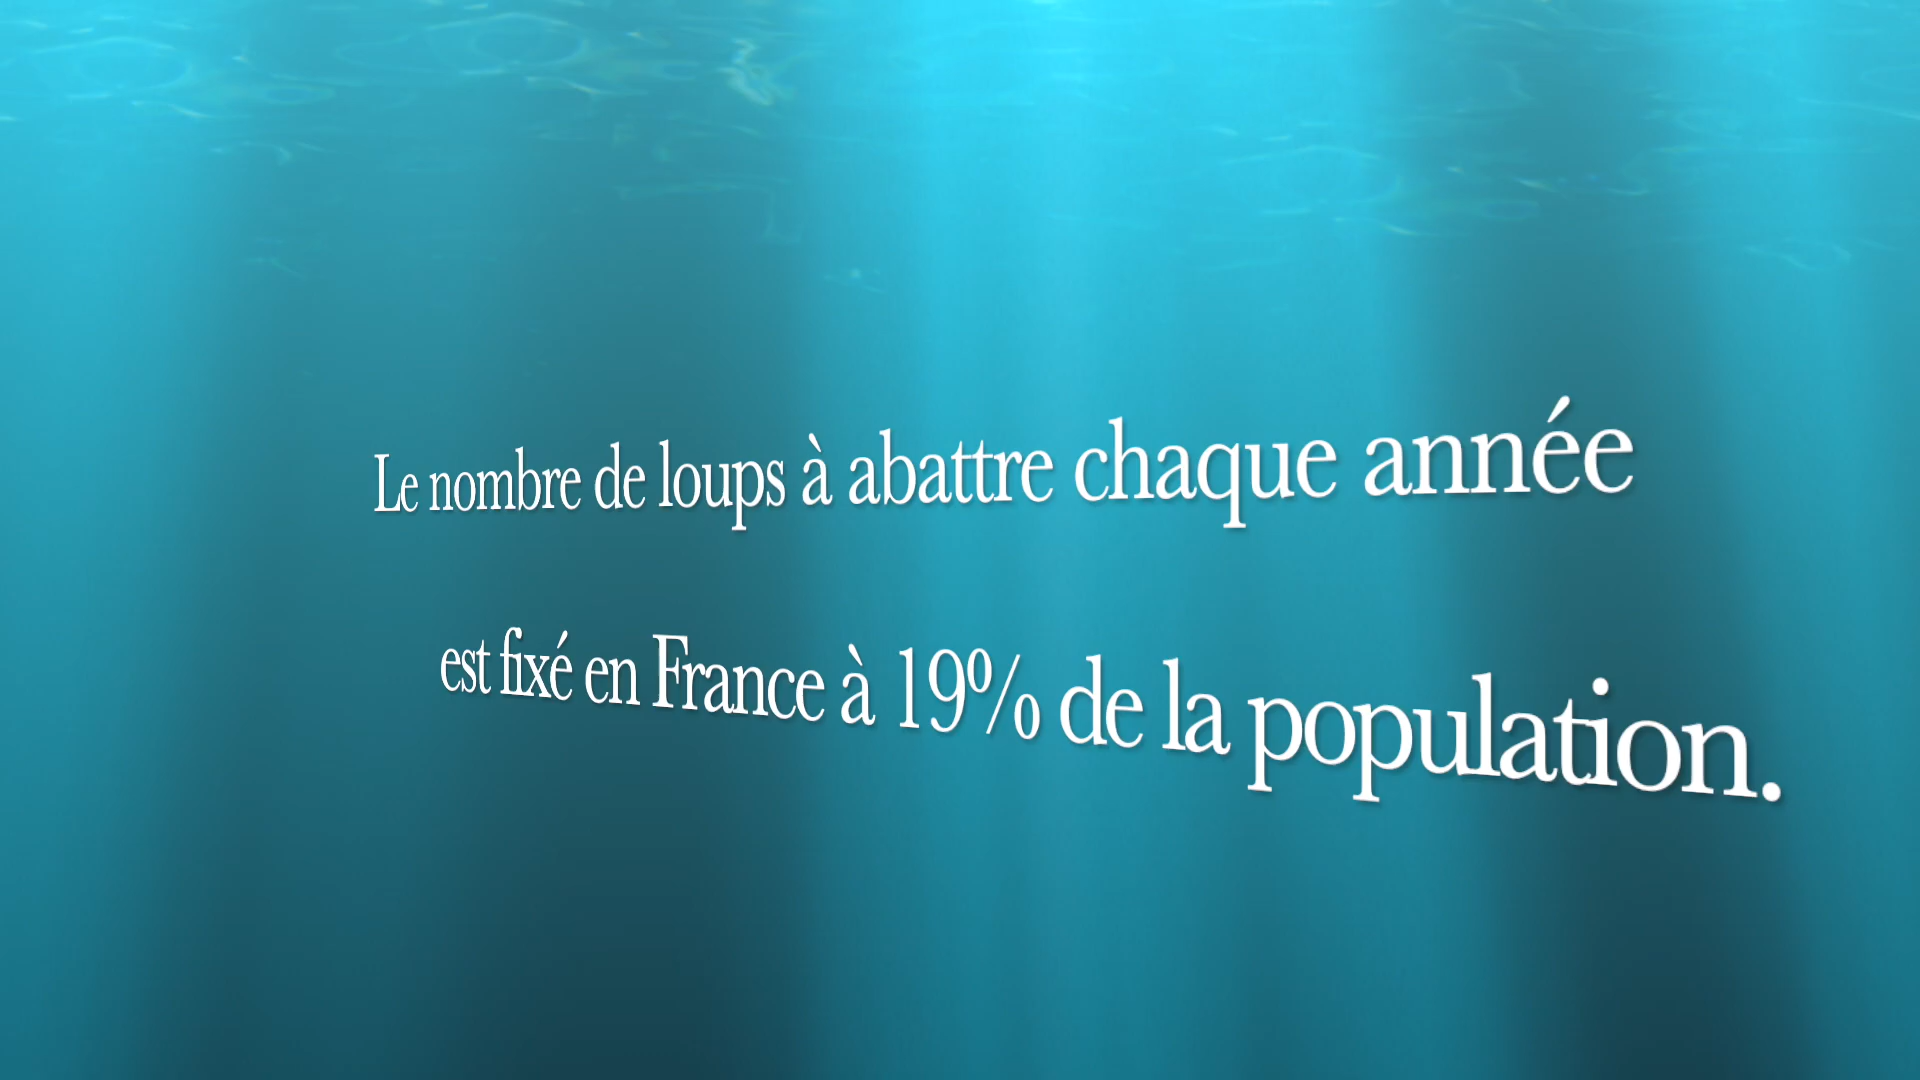 Le nombre de loups à abattre chaque année
est fixé en France à 19% de la population.